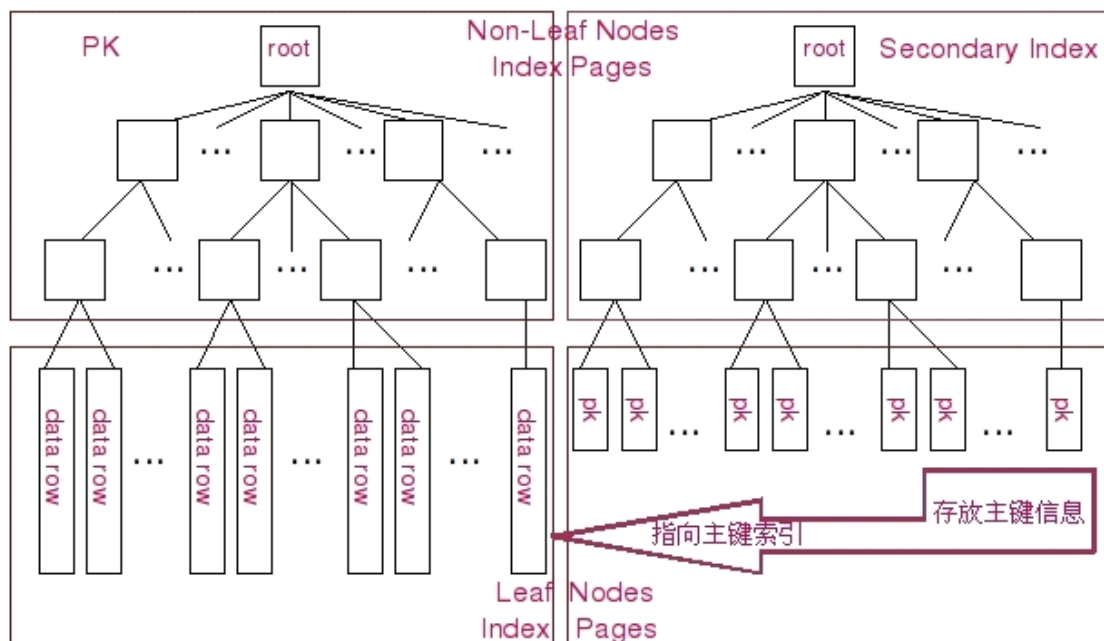 PK
root
Non-Leaf Nodes
Index Pages
root
Secondary Index
...
...
...
...
...
...
...
...
...
...
...
...
data row
data row
...
data row
data row
...
data row
data row
...
data row
pk
pk
...
pk
pk
...
pk
pk
...
pk
存放主键信息
指向主键索引
Leaf Nodes
Index Pages